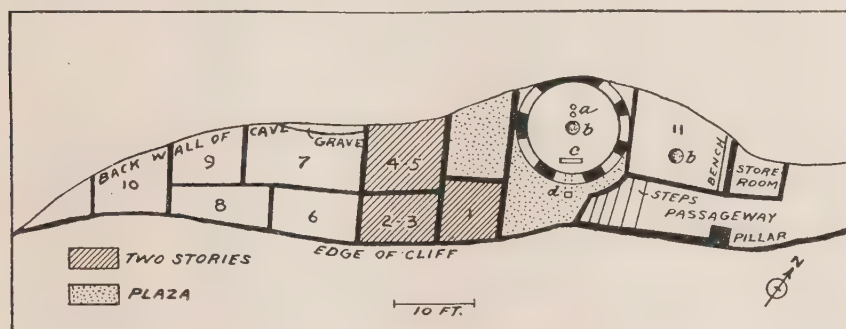 a
b
c
d
BACK WALL OF CAVE
GRAVE
11
b
BENCH
STORE-
ROOM
9
10
7
4-5
8
6
2-3
1
STEPS
PASSAGEWAY
PILLAR
EDGE OF CLIFF
TWO STORIES
PLAZA
10 FT.
N